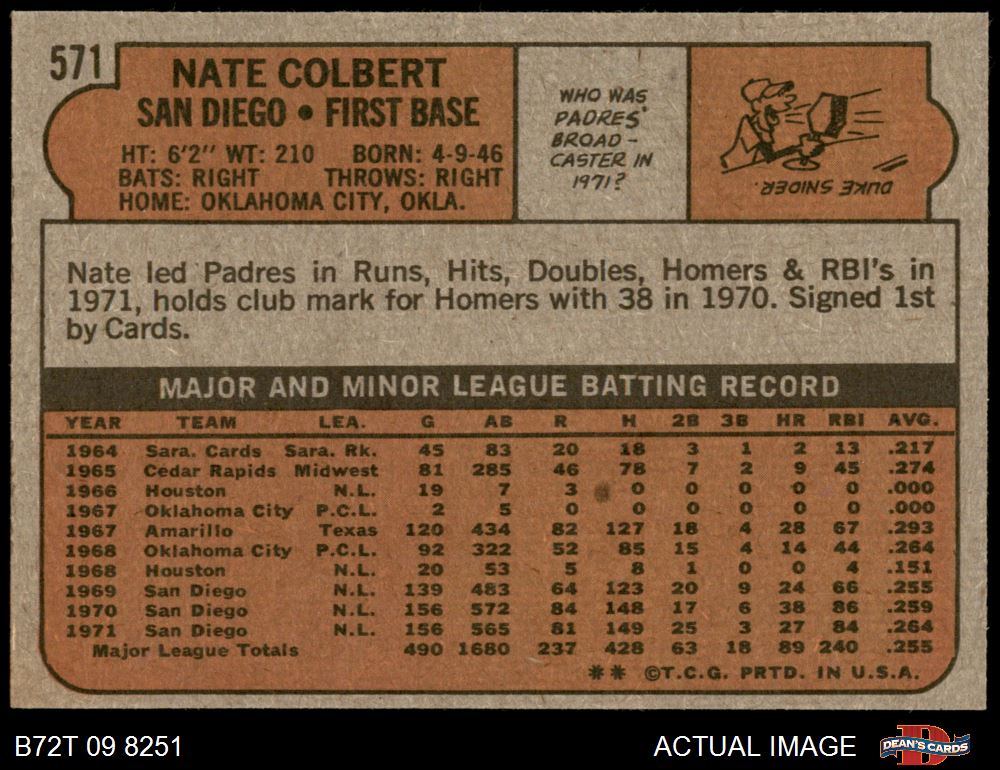 571
NATE COLBERT
SAN DIEGO • FIRST BASE
HT: 6'2" WT: 210 BORN: 4-9-46
BATS: RIGHT THROWS: RIGHT
HOME: OKLAHOMA CITY, OKLA.
WHO WAS
PADRES'
BROAD-
CASTER IN
1971?
DUKE SNIDER.
Nate led Padres in Runs, Hits, Doubles, Homers & RBI's in
1971, holds club mark for Homers with 38 in 1970. Signed 1st
by Cards.
MAJOR AND MINOR LEAGUE BATTING RECORD
YEAR TEAM LEA. G AB R H 2B 3B HR RBI AVG.
1964 Sara. Cards Sara. Rk. 45 83 20 18 3 1 2 13 .217
1965 Cedar Rapids Midwest 81 285 46 78 7 2 9 45 .274
1966 Houston N.L. 19 7 3 0 0 0 0 0 .000
1967 Oklahoma City P.C.L. 2 5 0 0 0 0 0 0 .000
1967 Amarillo Texas 120 434 82 127 18 4 28 67 .293
1968 Oklahoma City P.C.L. 92 322 52 85 15 4 14 44 .264
1968 Houston N.L. 20 53 5 8 1 0 0 4 .151
1969 San Diego N.L. 139 483 64 123 20 9 24 66 .255
1970 San Diego N.L. 156 572 84 148 17 6 38 86 .259
1971 San Diego N.L. 156 565 81 149 25 3 27 84 .264
Major League Totals 490 1680 237 428 63 18 89 240 .255
** ©T.C.G. PRTD. IN U.S.A.
B72T 09 8251
ACTUAL IMAGE
D
DEAN'S CARDS